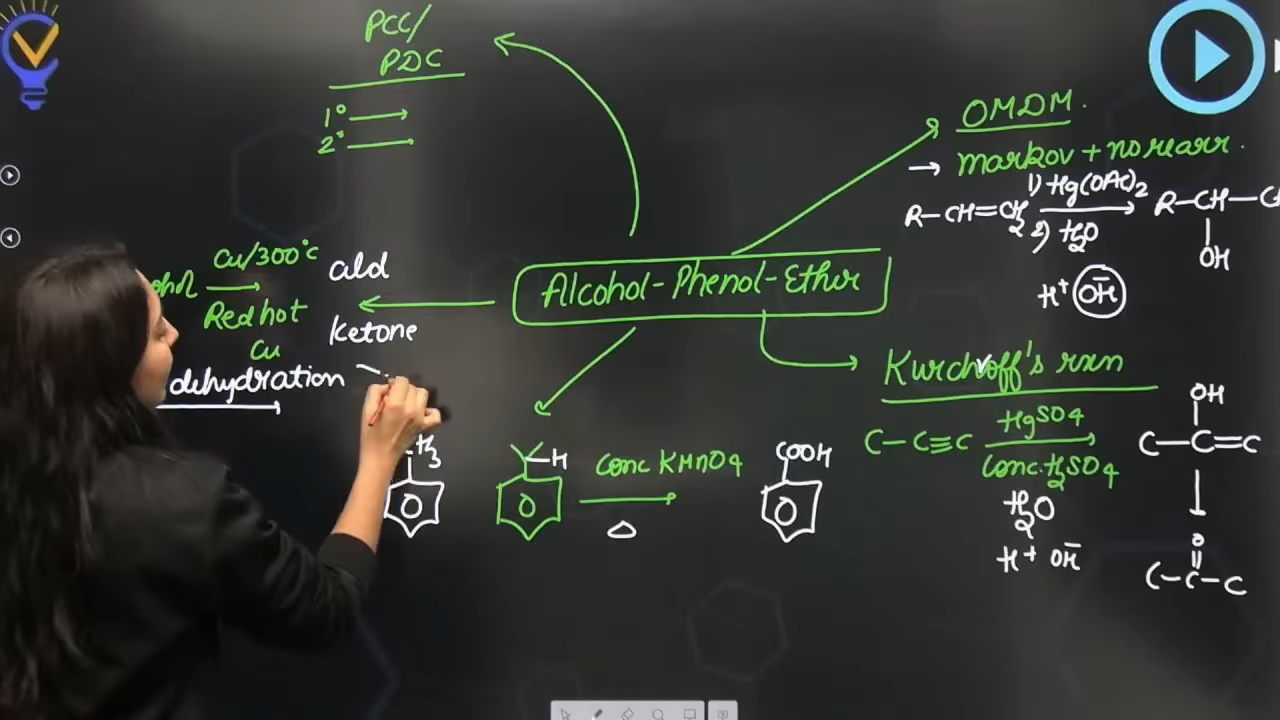 PCC/
PDC
1°
2°
OMDM.
→ markov + no rearr.
R-CH=CH2
1) Hg(OAc)2
2) H2O
R-CH-
OH
H+ OH-
Cu/300°C
Red hot
Cu
ald
ketone
dehydration
Alcohol-Phenol-Ether
Kurchvoff's rxn
C-C≡C
HgSO4
Conc. H2SO4
H2O
H+ OH-
OH
C-C=C
O
C-C-C
H3
H
Conc KMnO4
△
COOH